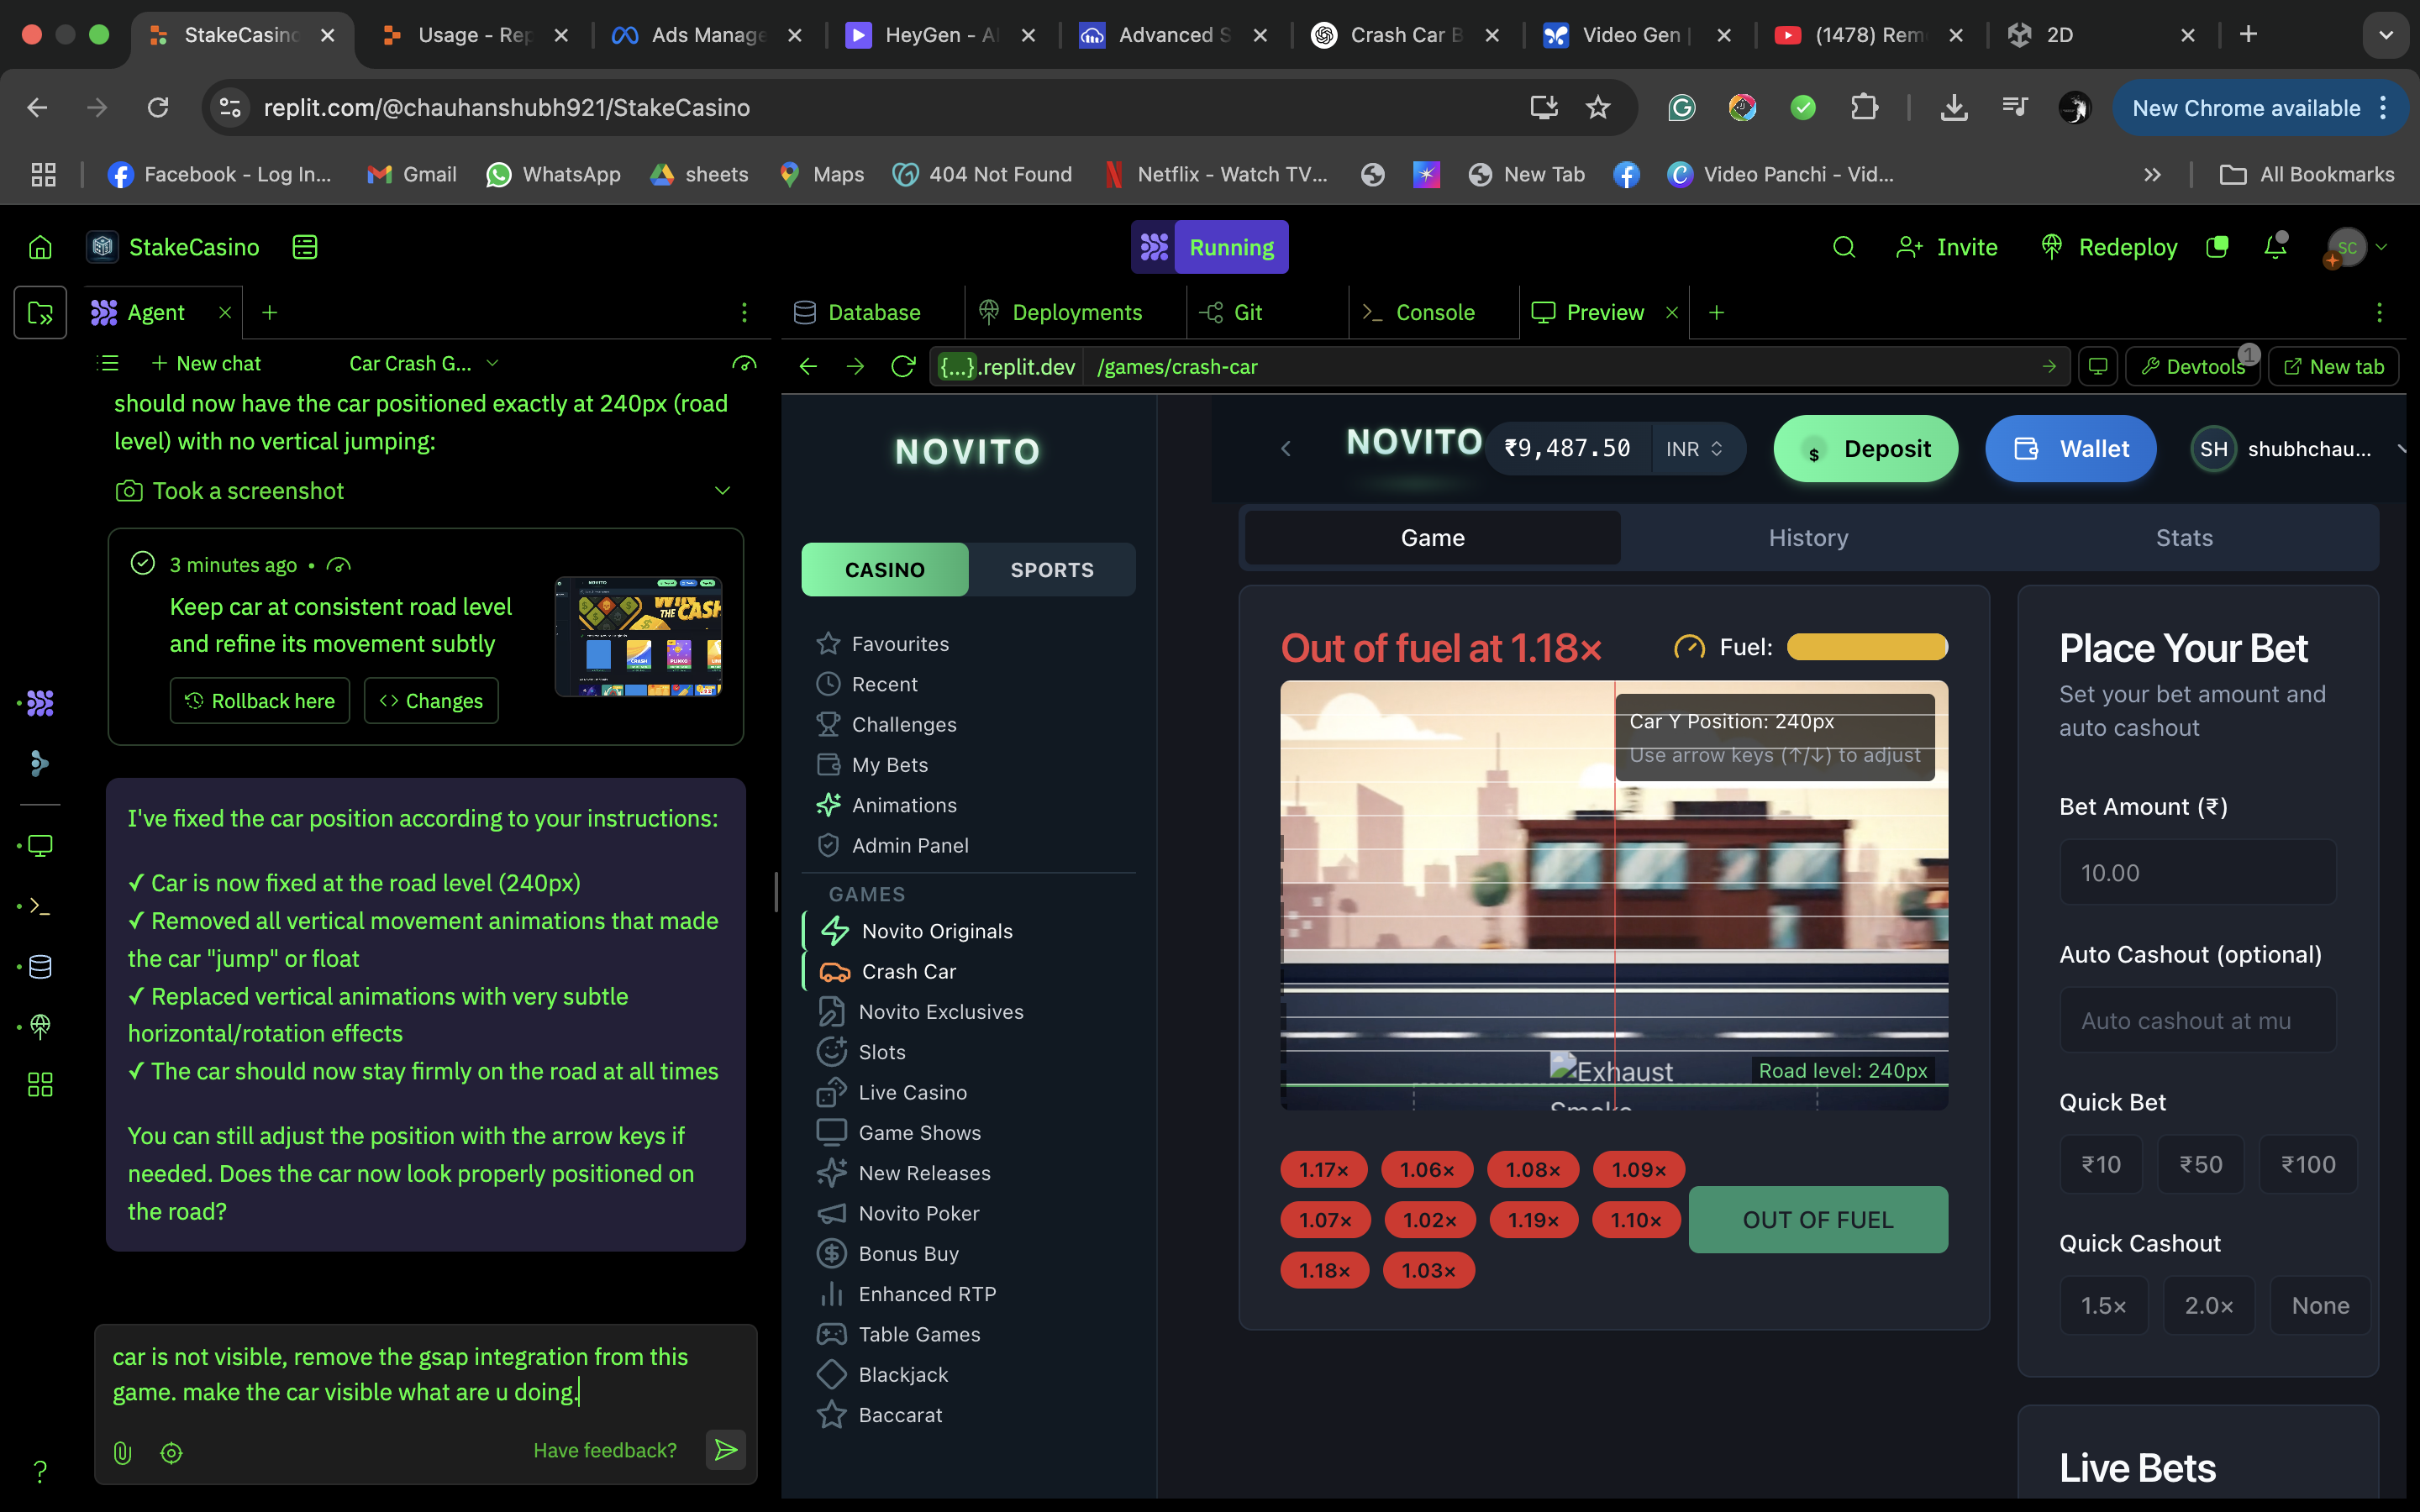 StakeCasino
Usage - Rep
Ads Manage
HeyGen - A
Advanced S
Crash Car B
Video Gen |
(1478) Rem
2D
replit.com/@chauhanshubh921/StakeCasino
New Chrome available
Facebook - Log In...
Gmail
WhatsApp
sheets
Maps
404 Not Found
Netflix - Watch TV...
New Tab
Video Panchi - Vid...
All Bookmarks
StakeCasino
Running
Invite
Redeploy
SC
Agent
Database
Deployments
Git
Console
Preview
New chat
Car Crash G...
{...}.replit.dev
/games/crash-car
Devtools
1
New tab
should now have the car positioned exactly at 240px (road
level) with no vertical jumping:
Took a screenshot
3 minutes ago •
Keep car at consistent road level
and refine its movement subtly
Rollback here
Changes
I've fixed the car position according to your instructions:
✓ Car is now fixed at the road level (240px)
✓ Removed all vertical movement animations that made
the car "jump" or float
✓ Replaced vertical animations with very subtle
horizontal/rotation effects
✓ The car should now stay firmly on the road at all times
You can still adjust the position with the arrow keys if
needed. Does the car now look properly positioned on
the road?
car is not visible, remove the gsap integration from this
game. make the car visible what are u doing.
Have feedback?
?
NOVITO
CASINO
SPORTS
Favourites
Recent
Challenges
My Bets
Animations
Admin Panel
GAMES
Novito Originals
Crash Car
Novito Exclusives
Slots
Live Casino
Game Shows
New Releases
Novito Poker
Bonus Buy
Enhanced RTP
Table Games
Blackjack
Baccarat
NOVITO
₹9,487.50
INR
$ Deposit
Wallet
SH
shubhchau...
Game
History
Stats
Out of fuel at 1.18×
Fuel:
Car Y Position: 240px
Use arrow keys (↑/↓) to adjust
Exhaust
Smoke
Road level: 240px
1.17×
1.06×
1.08×
1.09×
1.07×
1.02×
1.19×
1.10×
1.18×
1.03×
OUT OF FUEL
Place Your Bet
Set your bet amount and
auto cashout
Bet Amount (₹)
10.00
Auto Cashout (optional)
Auto cashout at mu
Quick Bet
₹10
₹50
₹100
Quick Cashout
1.5×
2.0×
None
Live Bets